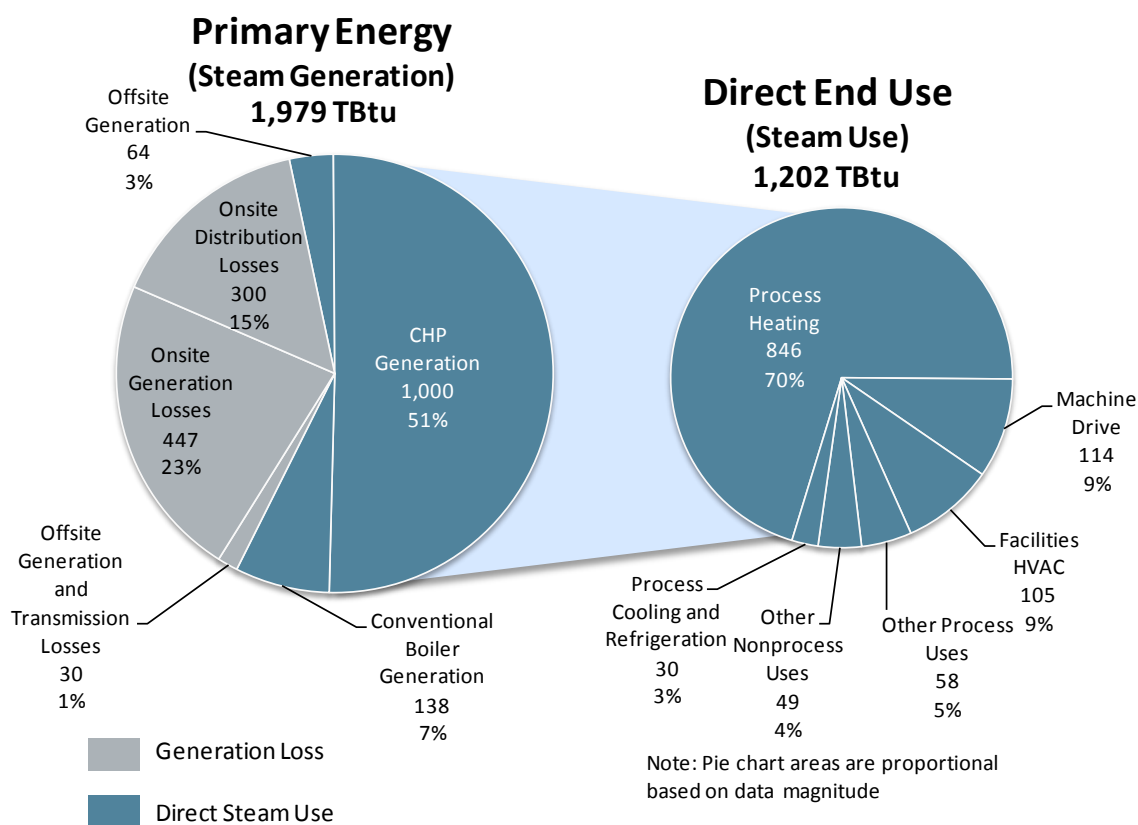 Primary Energy
(Steam Generation)
1,979 TBtu
Offsite
Generation
64
3%
Onsite
Distribution
Losses
300
15%
Onsite
Generation
Losses
447
23%
CHP
Generation
1,000
51%
Offsite
Generation
and
Transmission
Losses
30
1%
Conventional
Boiler
Generation
138
7%
Direct End Use
(Steam Use)
1,202 TBtu
Process
Heating
846
70%
Machine
Drive
114
9%
Facilities
HVAC
105
9%
Other Process
Uses
58
5%
Other
Nonprocess
Uses
49
4%
Process
Cooling and
Refrigeration
30
3%
Generation Loss
Direct Steam Use
Note: Pie chart areas are proportional
based on data magnitude